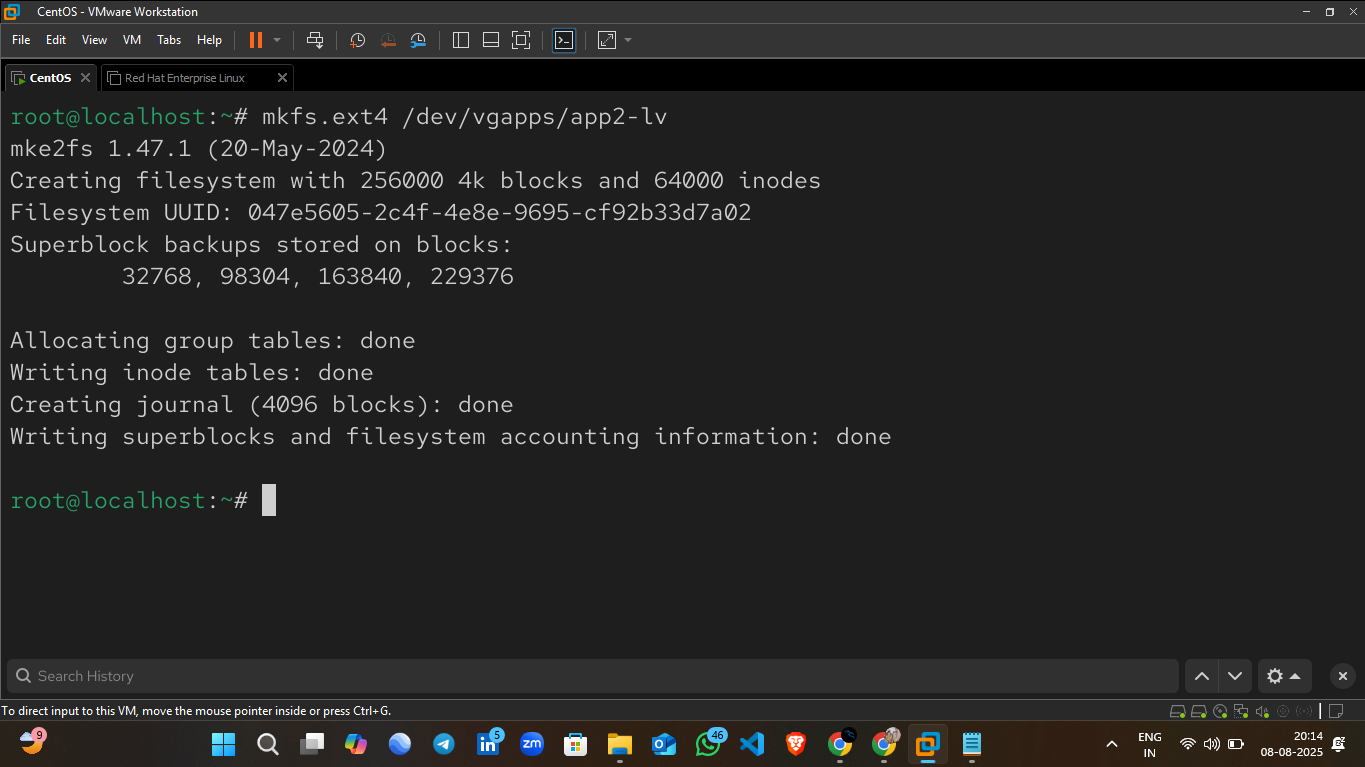 CentOS - VMware Workstation
File Edit View VM Tabs Help
CentOS
Red Hat Enterprise Linux
root@localhost:~# mkfs.ext4 /dev/vgapps/app2-lv
mke2fs 1.47.1 (20-May-2024)
Creating filesystem with 256000 4k blocks and 64000 inodes
Filesystem UUID: 047e5605-2c4f-4e8e-9695-cf92b33d7a02
Superblock backups stored on blocks:
32768, 98304, 163840, 229376
Allocating group tables: done
Writing inode tables: done
Creating journal (4096 blocks): done
Writing superblocks and filesystem accounting information: done
root@localhost:~#
Search History
To direct input to this VM, move the mouse pointer inside or press Ctrl+G.
9
in 5
zm
46
ENG
IN
20:14
08-08-2025